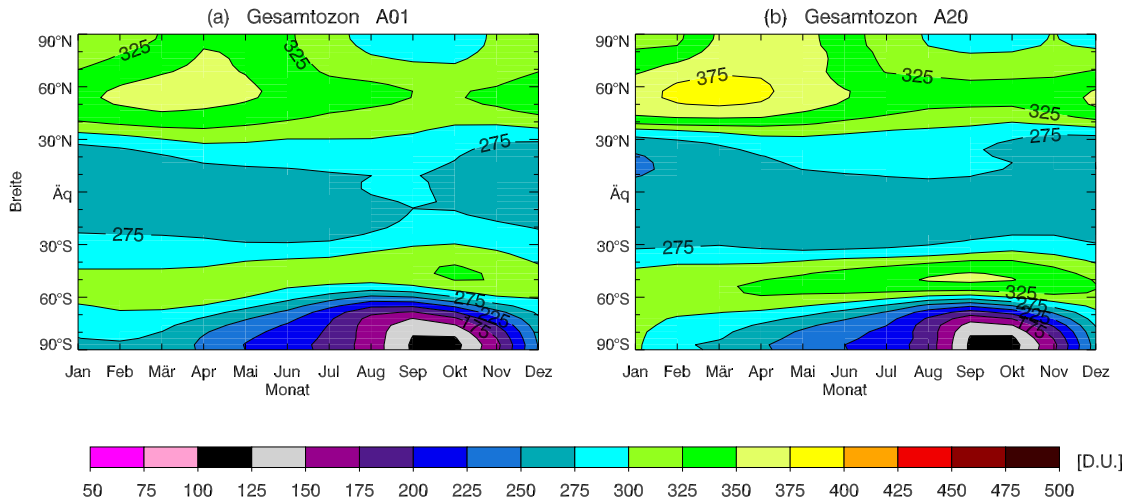 (a) Gesamtozon A01
(b) Gesamtozon A20
90°N
60°N
30°N
Äq
30°S
60°S
90°S
Breite
325
325
275
275
275
225
175
Jan Feb Mär Apr Mai Jun Jul Aug Sep Okt Nov Dez
Monat
90°N
60°N
30°N
Äq
30°S
60°S
90°S
375
325
325
275
275
325
275
225
175
Jan Feb Mär Apr Mai Jun Jul Aug Sep Okt Nov Dez
Monat
50 75 100 125 150 175 200 225 250 275 300 325 350 375 400 425 450 475 500
[D.U.]